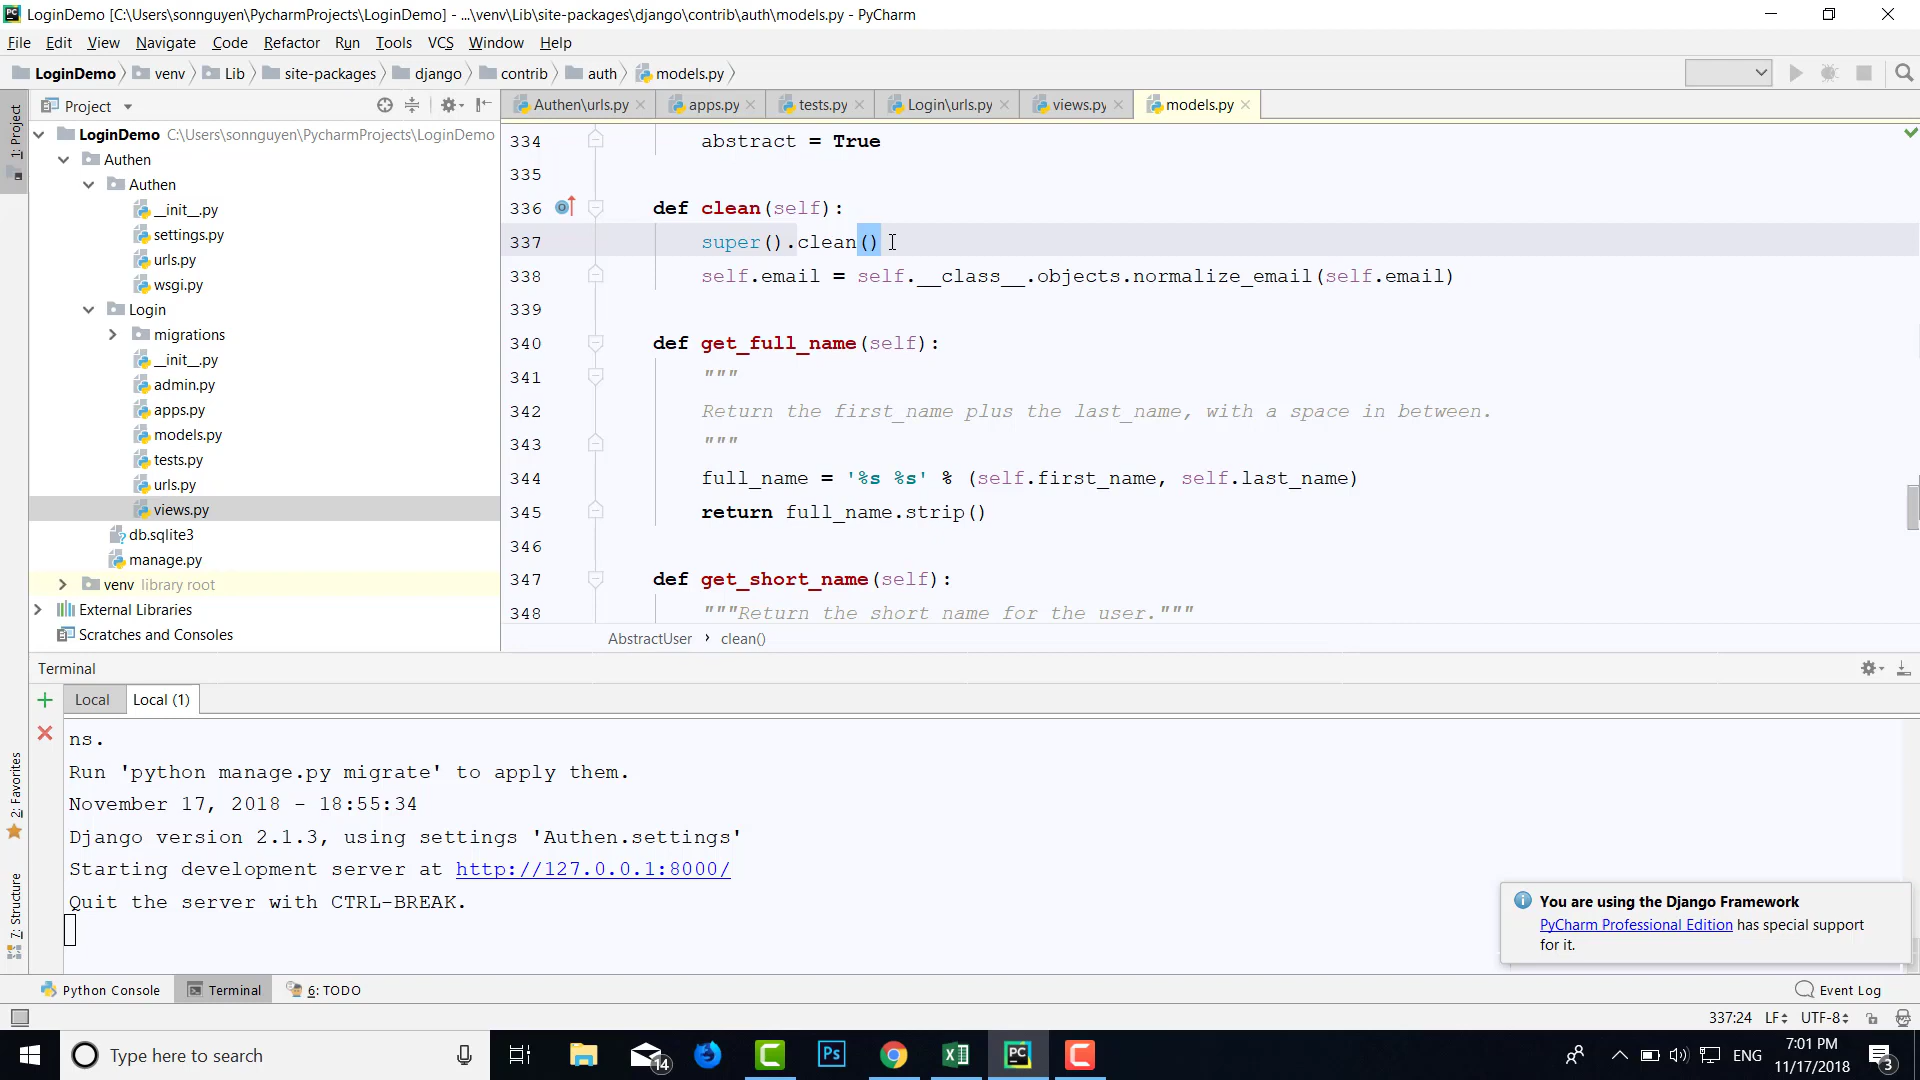 LoginDemo [C:\Users\sonnguyen\PycharmProjects\LoginDemo] - ...\venv\Lib\site-packages\django\contrib\auth\models.py - PyCharm
File Edit View Navigate Code Refactor Run Tools VCS Window Help
LoginDemo venv Lib site-packages django contrib auth models.py
Project
Authen\urls.py apps.py tests.py Login\urls.py views.py models.py
1: Project
LoginDemo C:\Users\sonnguyen\PycharmProjects\LoginDemo
Authen
Authen
__init__.py
settings.py
urls.py
wsgi.py
Login
migrations
__init__.py
admin.py
apps.py
models.py
tests.py
urls.py
views.py
db.sqlite3
manage.py
venv library root
External Libraries
Scratches and Consoles
334 abstract = True
335
336 def clean(self):
337 super().clean()
338 self.email = self.__class__.objects.normalize_email(self.email)
339
340 def get_full_name(self):
341 """
342 Return the first_name plus the last_name, with a space in between.
343 """
344 full_name = '%s %s' % (self.first_name, self.last_name)
345 return full_name.strip()
346
347 def get_short_name(self):
348 """Return the short name for the user."""
AbstractUser › clean()
Terminal
Local Local (1)
ns.
Run 'python manage.py migrate' to apply them.
November 17, 2018 - 18:55:34
Django version 2.1.3, using settings 'Authen.settings'
Starting development server at http://127.0.0.1:8000/
Quit the server with CTRL-BREAK.
2: Favorites
7: Structure
You are using the Django Framework
PyCharm Professional Edition has special support
for it.
Python Console Terminal 6: TODO Event Log
337:24 LF UTF-8
Type here to search
14
Ps
PC
ENG
7:01 PM
11/17/2018
3